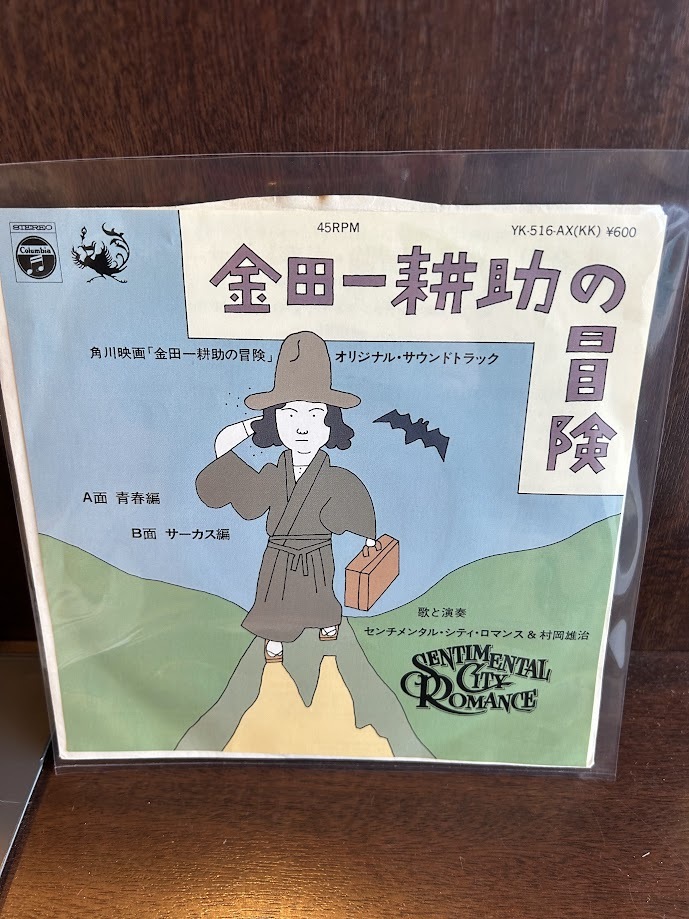 STEREO
Columbia
45RPM
YK-516-AX(KK) ¥600
金田一耕助の
冒険
角川映画「金田一耕助の冒険」 オリジナル・サウンドトラック
A面 青春編
B面 サーカス編
歌と演奏
センチメンタル・シティ・ロマンス & 村岡雄治
SENTIMENTAL
CITY
ROMANCE